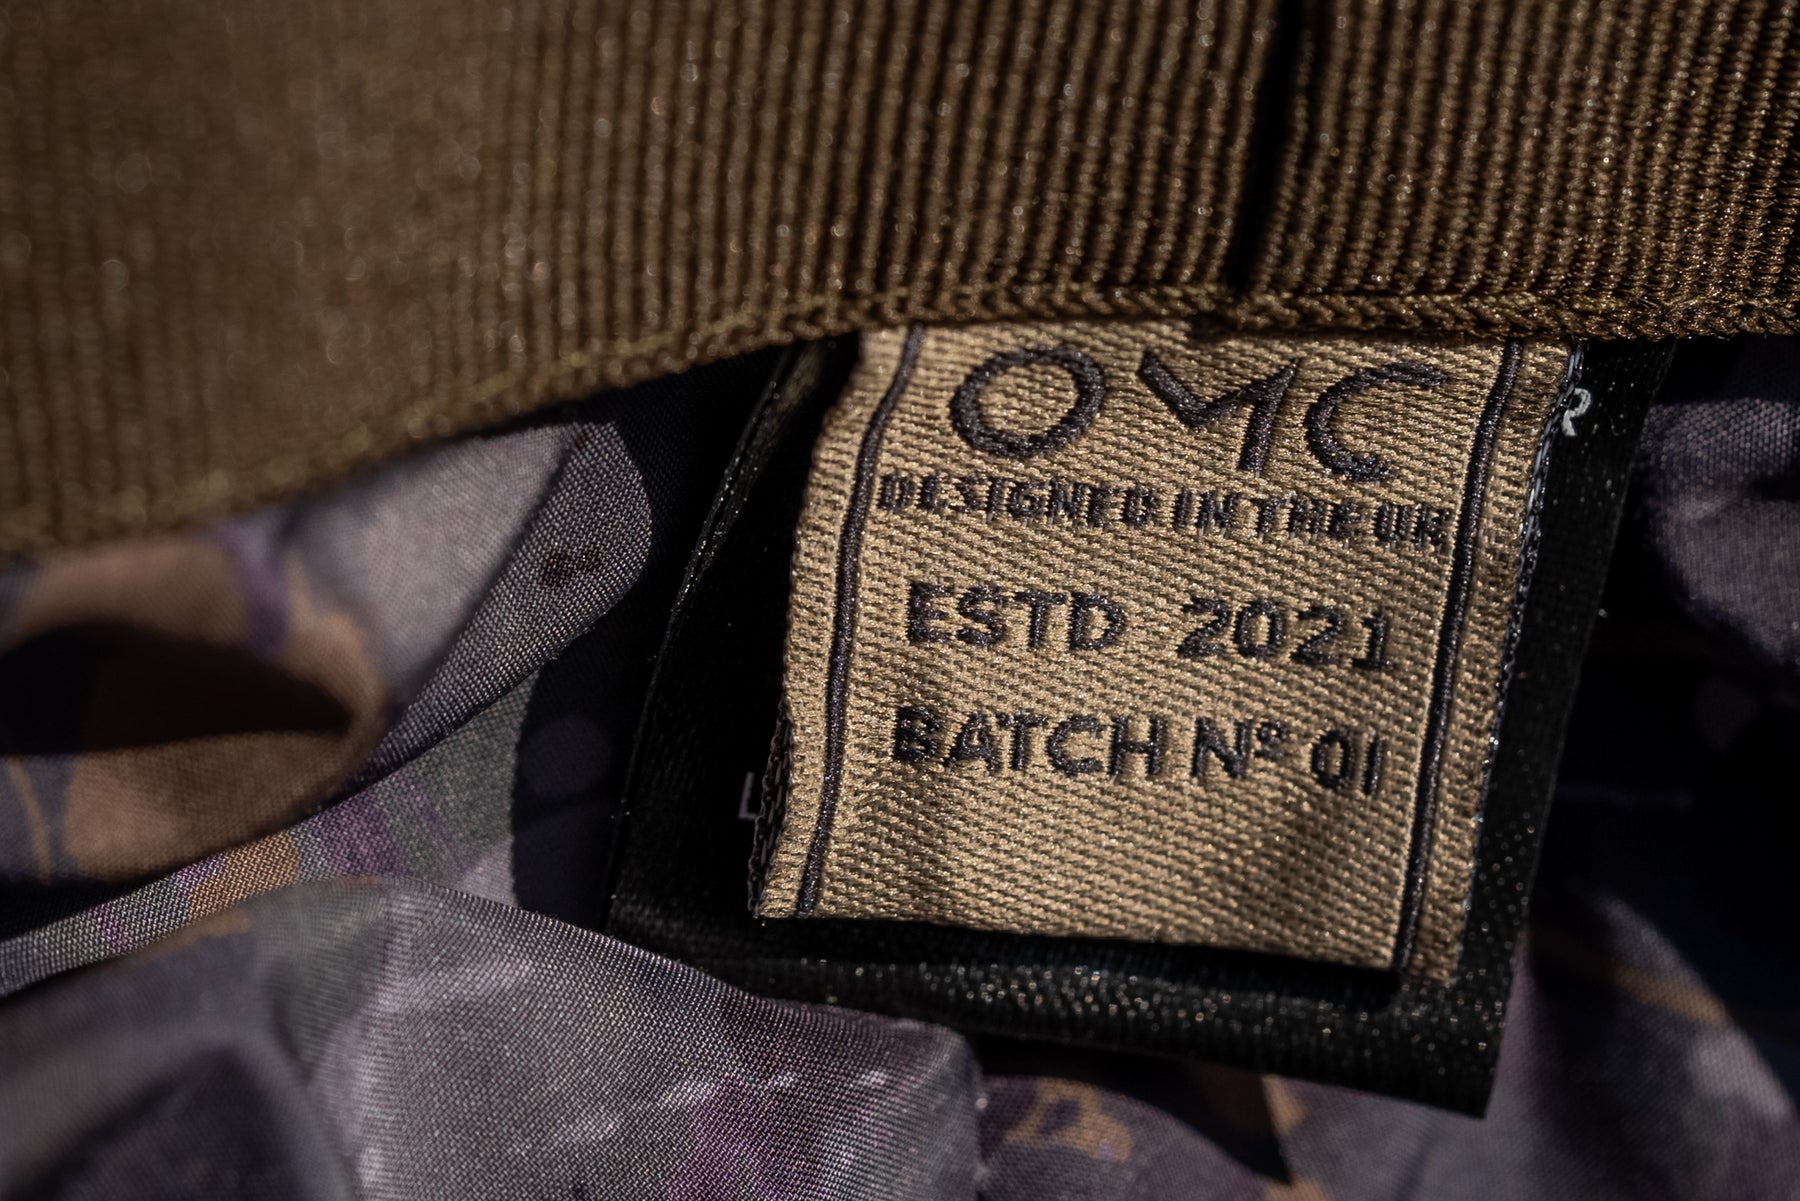 OMC
DESIGNED IN THE UK
ESTD 2021
BATCH Nº 01
R
L